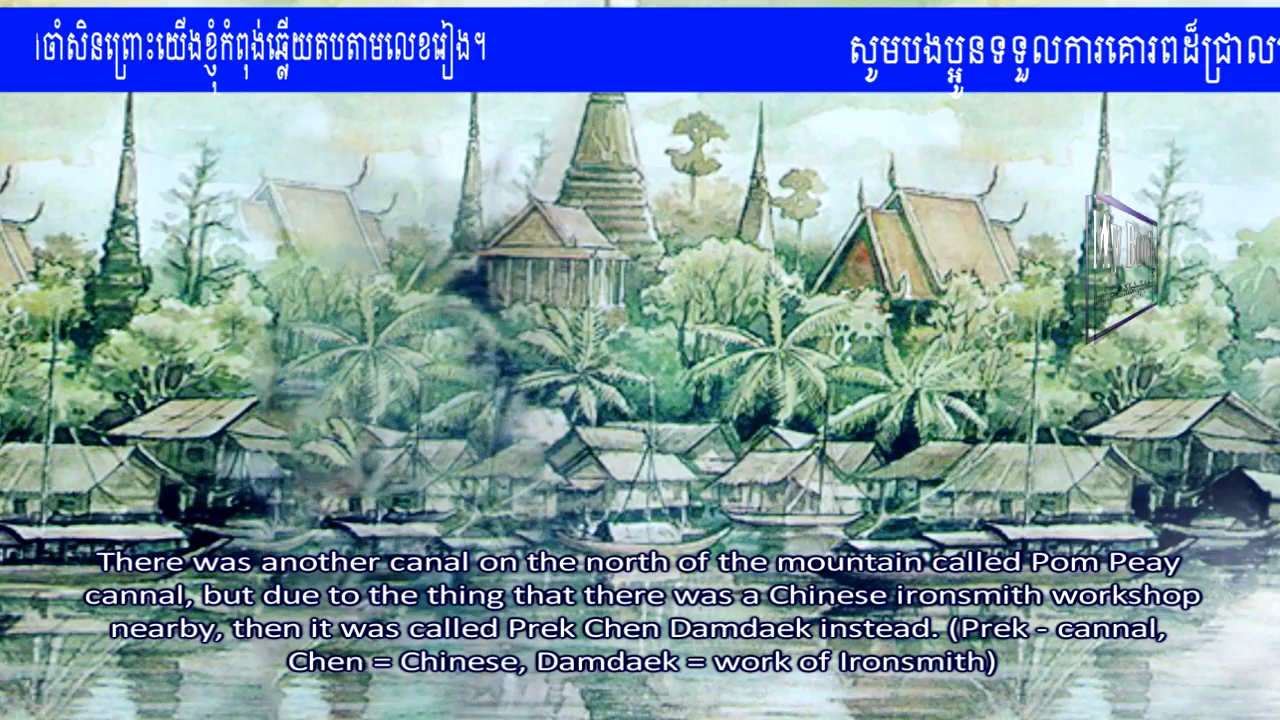 ចាំសិនព្រោះយើងខ្ញុំកំពុង់ឆ្លើយតបតាមលេខរៀង។
សូមបងប្អូនទទួលការគោរពដ៏ជ្រាល
My Book
There was another canal on the north of the mountain called Pom Peay
cannal, but due to the thing that there was a Chinese ironsmith workshop
nearby, then it was called Prek Chen Damdaek instead. (Prek - cannal,
Chen = Chinese, Damdaek = work of Ironsmith)